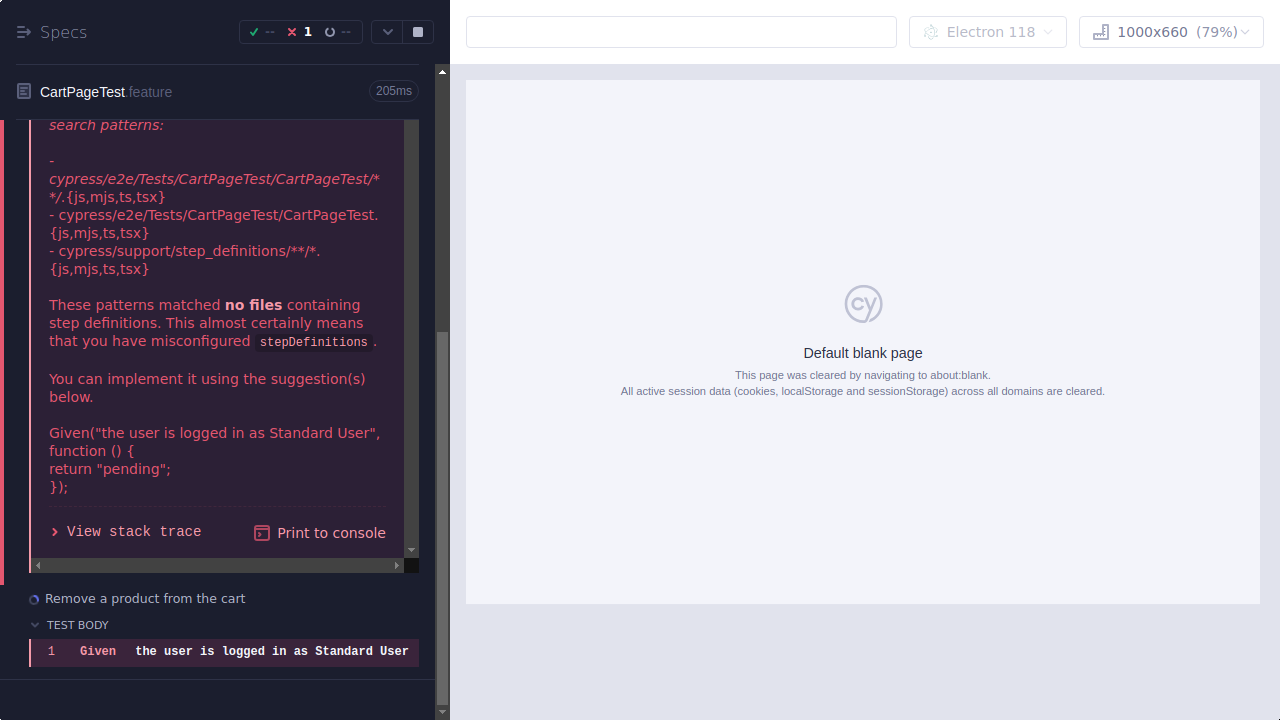 Specs
--
1
--
Electron 118
1000x660 (79%)
CartPageTest.feature
205ms
search patterns:
-
cypress/e2e/Tests/CartPageTest/CartPageTest/*
*/.{js,mjs,ts,tsx}
- cypress/e2e/Tests/CartPageTest/CartPageTest.
{js,mjs,ts,tsx}
- cypress/support/step_definitions/**/*.
{js,mjs,ts,tsx}
These patterns matched no files containing
step definitions. This almost certainly means
that you have misconfigured stepDefinitions.
You can implement it using the suggestion(s)
below.
Given("the user is logged in as Standard User",
function () {
return "pending";
});
View stack trace
Print to console
Remove a product from the cart
TEST BODY
1 Given the user is logged in as Standard User
cy
Default blank page
This page was cleared by navigating to about:blank.
All active session data (cookies, localStorage and sessionStorage) across all domains are cleared.